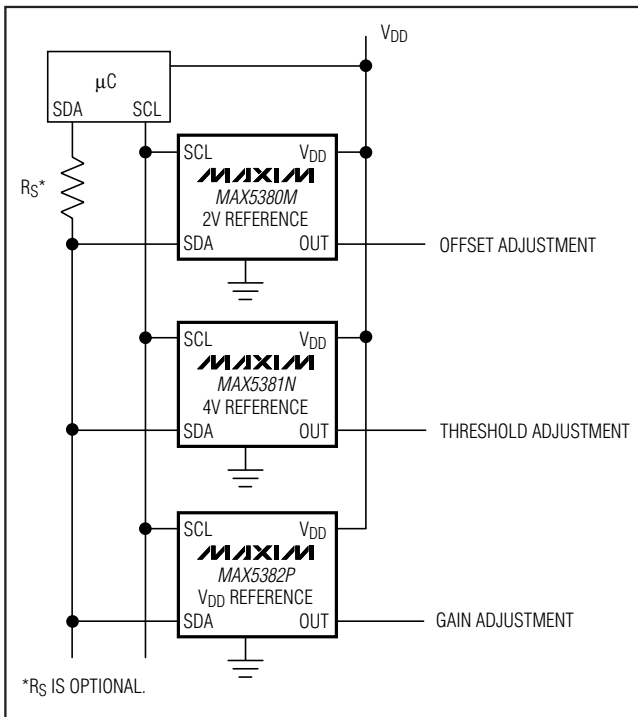 V_DD
μC
SDA SCL
R_S*
SCL V_DD
MAXIM
MAX5380M
2V REFERENCE
SDA OUT
OFFSET ADJUSTMENT
SCL V_DD
MAXIM
MAX5381N
4V REFERENCE
SDA OUT
THRESHOLD ADJUSTMENT
SCL V_DD
MAXIM
MAX5382P
V_DD REFERENCE
SDA OUT
GAIN ADJUSTMENT
*R_S IS OPTIONAL.